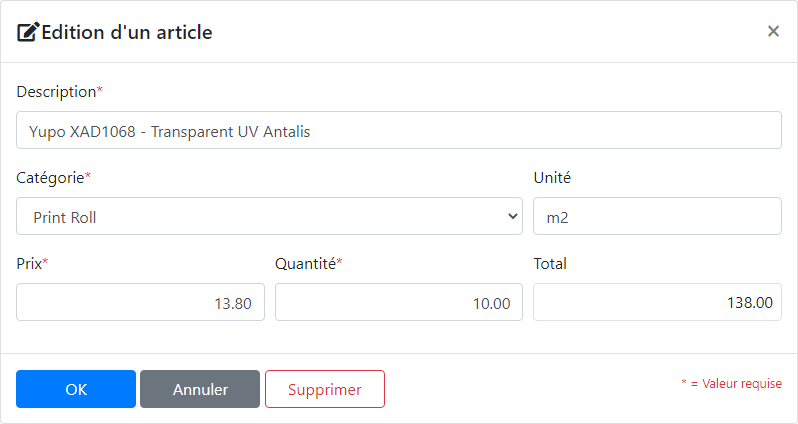 Edition d'un article ×
Description*
Yupo XAD1068 - Transparent UV Antalis
Catégorie* Unité
Print Roll m2
Prix* Quantité* Total
13.80 10.00 138.00
OK Annuler Supprimer * = Valeur requise